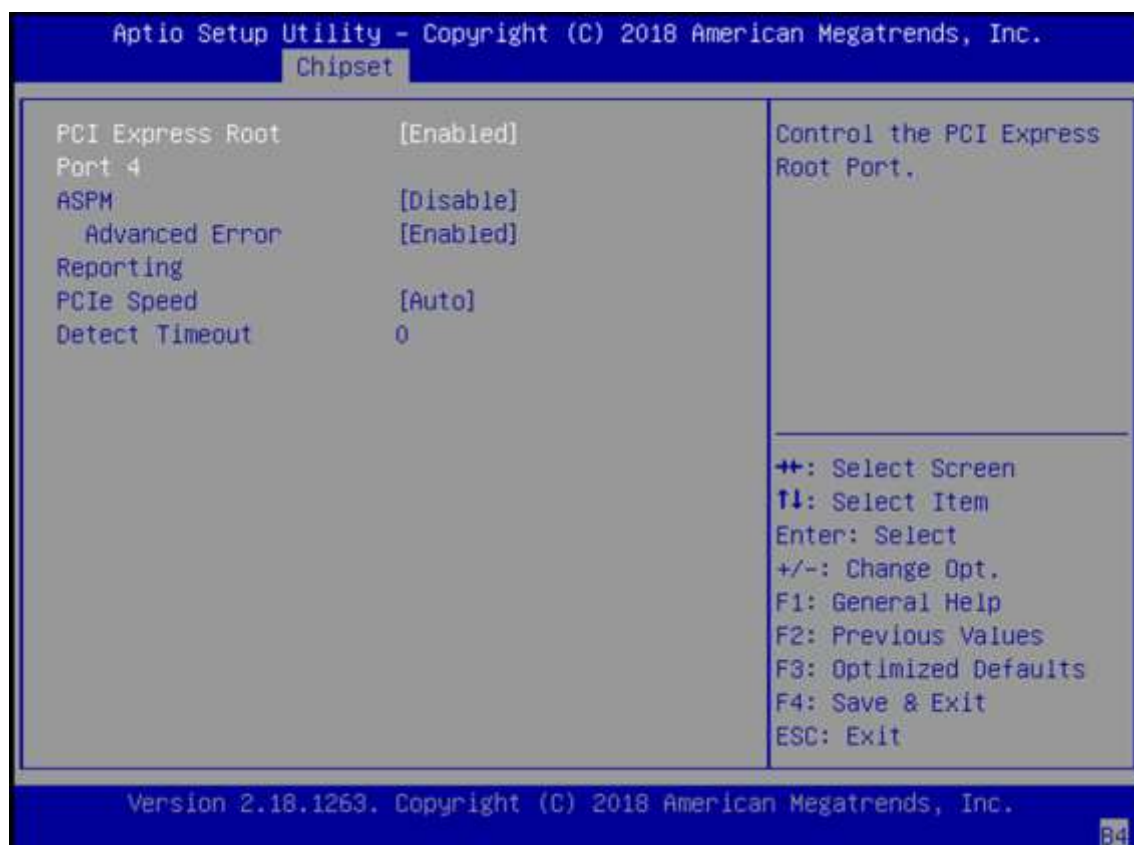 Aptio Setup Utility – Copyright (C) 2018 American Megatrends, Inc.
Chipset
PCI Express Root [Enabled]
Port 4
ASPM [Disable]
Advanced Error [Enabled]
Reporting
PCIe Speed [Auto]
Detect Timeout 0
Control the PCI Express
Root Port.
→←: Select Screen
↑↓: Select Item
Enter: Select
+/-: Change Opt.
F1: General Help
F2: Previous Values
F3: Optimized Defaults
F4: Save & Exit
ESC: Exit
Version 2.18.1263. Copyright (C) 2018 American Megatrends, Inc.
B4